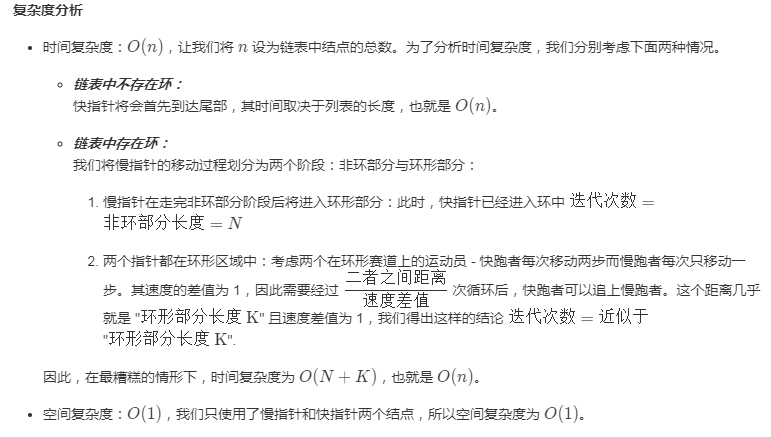 复杂度分析
• 时间复杂度：O(n)，让我们将 n 设为链表中结点的总数。为了分析时间复杂度，我们分别考虑下面两种情况。
◦ 链表中不存在环：
快指针将会首先到达尾部，其时间取决于列表的长度，也就是 O(n)。
◦ 链表中存在环：
我们将慢指针的移动过程划分为两个阶段：非环部分与环形部分：
1. 慢指针在走完非环部分阶段后将进入环形部分：此时，快指针已经进入环中 迭代次数 =
非环部分长度 = N
2. 两个指针都在环形区域中：考虑两个在环形赛道上的运动员 - 快跑者每次移动两步而慢跑者每次只移动一
步。其速度的差值为 1，因此需要经过 二者之间距离/速度差值 次循环后，快跑者可以追上慢跑者。这个距离几乎
就是 "环形部分长度 K" 且速度差值为 1，我们得出这样的结论 迭代次数 = 近似于
"环形部分长度 K".
因此，在最糟糕的情形下，时间复杂度为 O(N + K)，也就是 O(n)。
• 空间复杂度：O(1)，我们只使用了慢指针和快指针两个结点，所以空间复杂度为 O(1)。